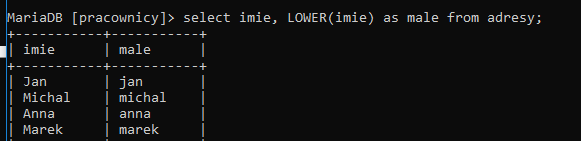 MariaDB [pracownicy]> select imie, LOWER(imie) as male from adresy;
+-----------+-----------+
| imie      | male      |
+-----------+-----------+
| Jan       | jan       |
| Michal    | michal    |
| Anna      | anna      |
| Marek     | marek     |